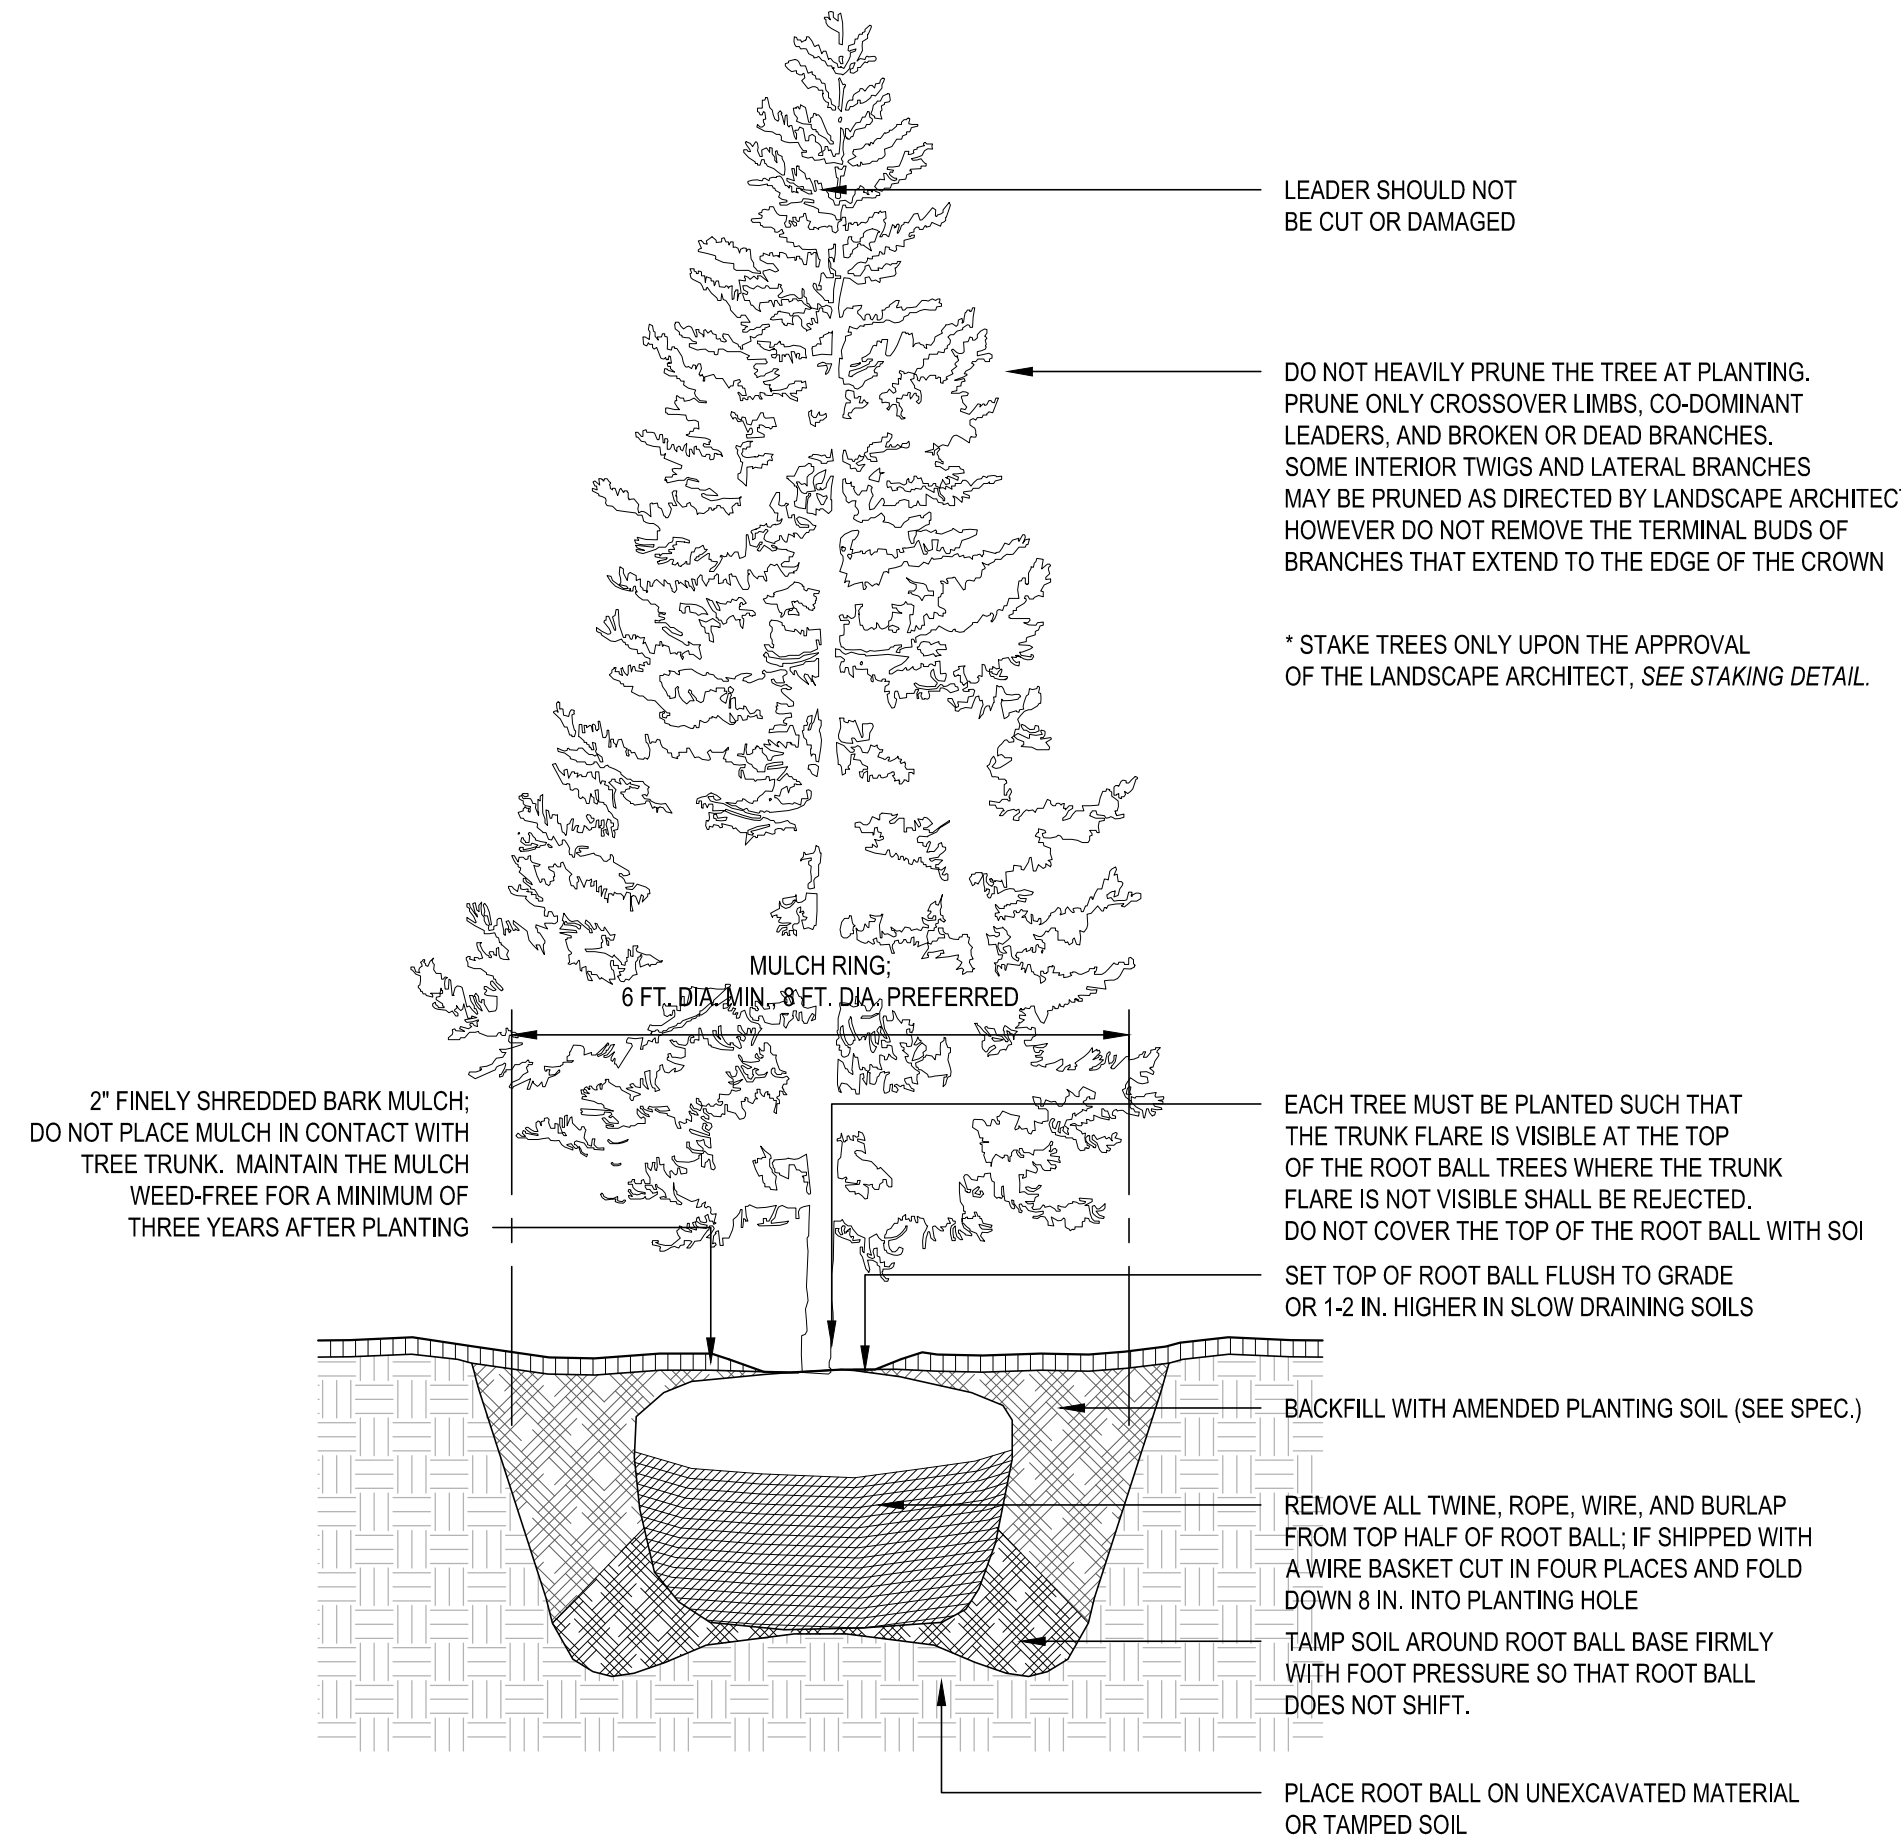 LEADER SHOULD NOT
BE CUT OR DAMAGED
DO NOT HEAVILY PRUNE THE TREE AT PLANTING.
PRUNE ONLY CROSSOVER LIMBS, CO-DOMINANT
LEADERS, AND BROKEN OR DEAD BRANCHES.
SOME INTERIOR TWIGS AND LATERAL BRANCHES
MAY BE PRUNED AS DIRECTED BY LANDSCAPE ARCHITECT
HOWEVER DO NOT REMOVE THE TERMINAL BUDS OF
BRANCHES THAT EXTEND TO THE EDGE OF THE CROWN
* STAKE TREES ONLY UPON THE APPROVAL
OF THE LANDSCAPE ARCHITECT, SEE STAKING DETAIL.
MULCH RING;
6 FT. DIA. MIN., 8 FT. DIA. PREFERRED
2" FINELY SHREDDED BARK MULCH;
DO NOT PLACE MULCH IN CONTACT WITH
TREE TRUNK. MAINTAIN THE MULCH
WEED-FREE FOR A MINIMUM OF
THREE YEARS AFTER PLANTING
EACH TREE MUST BE PLANTED SUCH THAT
THE TRUNK FLARE IS VISIBLE AT THE TOP
OF THE ROOT BALL TREES WHERE THE TRUNK
FLARE IS NOT VISIBLE SHALL BE REJECTED.
DO NOT COVER THE TOP OF THE ROOT BALL WITH SOI
SET TOP OF ROOT BALL FLUSH TO GRADE
OR 1-2 IN. HIGHER IN SLOW DRAINING SOILS
BACKFILL WITH AMENDED PLANTING SOIL (SEE SPEC.)
REMOVE ALL TWINE, ROPE, WIRE, AND BURLAP
FROM TOP HALF OF ROOT BALL; IF SHIPPED WITH
A WIRE BASKET CUT IN FOUR PLACES AND FOLD
DOWN 8 IN. INTO PLANTING HOLE
TAMP SOIL AROUND ROOT BALL BASE FIRMLY
WITH FOOT PRESSURE SO THAT ROOT BALL
DOES NOT SHIFT.
PLACE ROOT BALL ON UNEXCAVATED MATERIAL
OR TAMPED SOIL